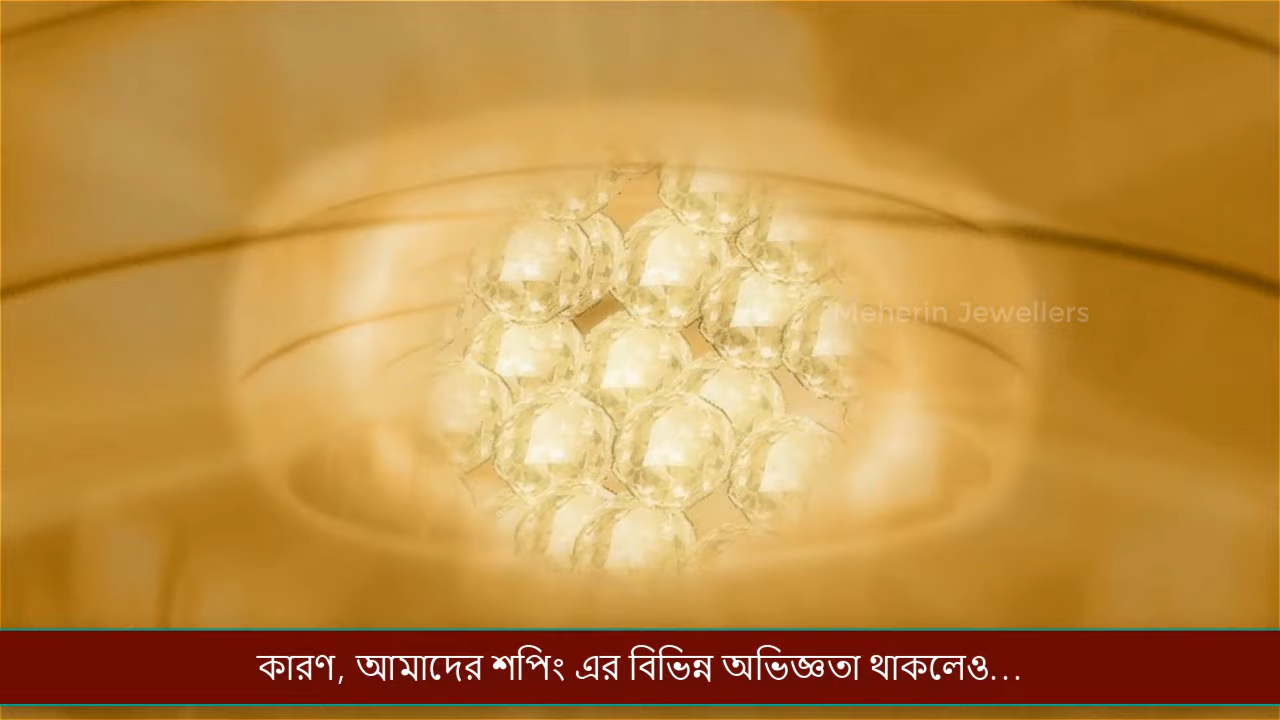 Meherin Jewellers
কারণ, আমাদের শপিং এর বিভিন্ন অভিজ্ঞতা থাকলেও...